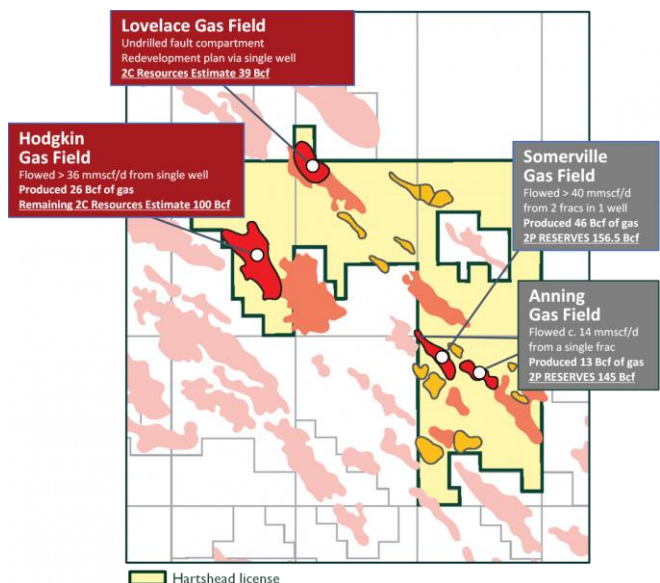 Lovelace Gas Field
Undrilled fault compartment
Redevelopment plan via single well
2C Resources Estimate 39 Bcf
Hodgkin
Gas Field
Flowed > 36 mmscf/d from single well
Produced 26 Bcf of gas
Remaining 2C Resources Estimate 100 Bcf
Somerville
Gas Field
Flowed > 40 mmscf/d
from 2 fracs in 1 well
Produced 46 Bcf of gas
2P RESERVES 156.5 Bcf
Anning
Gas Field
Flowed c. 14 mmscf/d
from a single frac
Produced 13 Bcf of gas
2P RESERVES 145 Bcf
Hartshead license